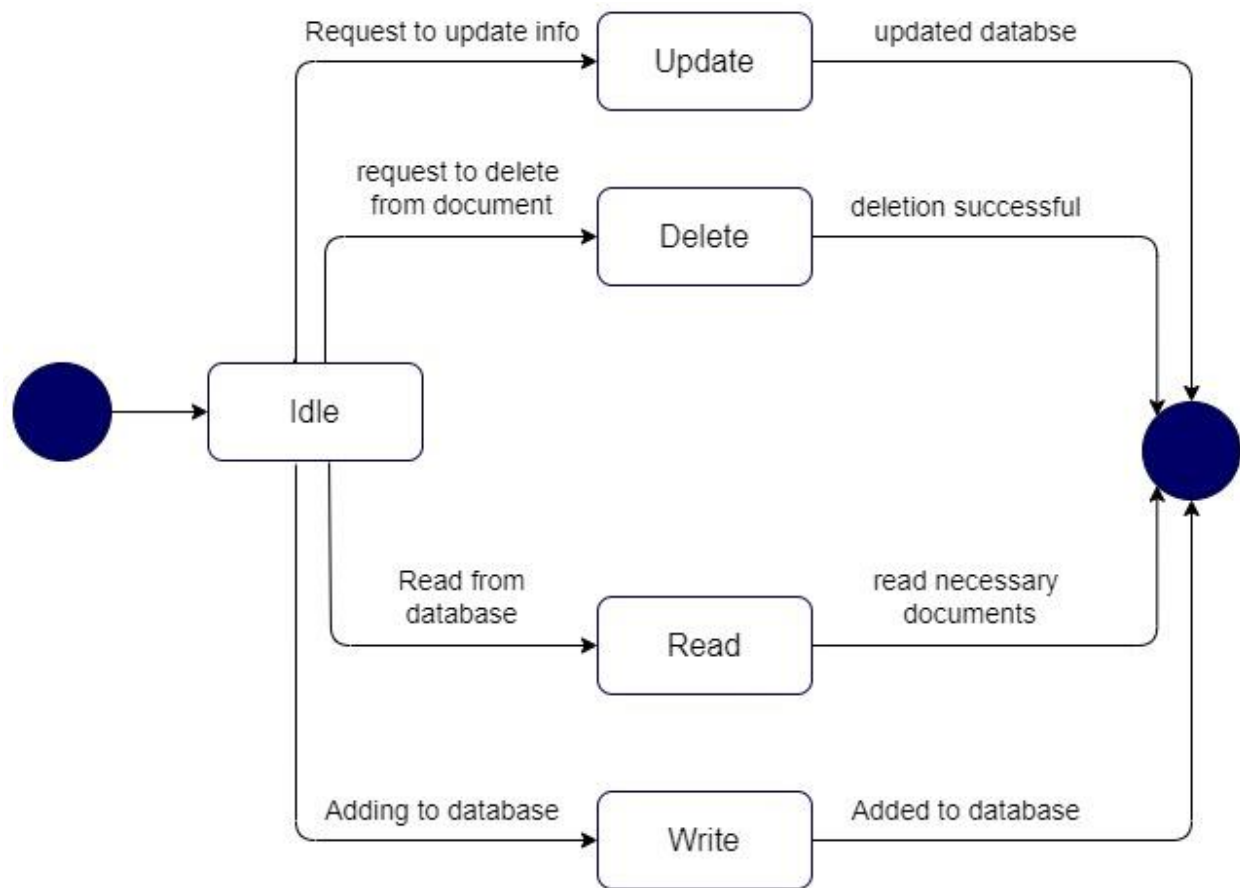 Request to update info
Update
updated databse
request to delete
from document
Delete
deletion successful
Idle
Read from
database
Read
read necessary
documents
Adding to database
Write
Added to database